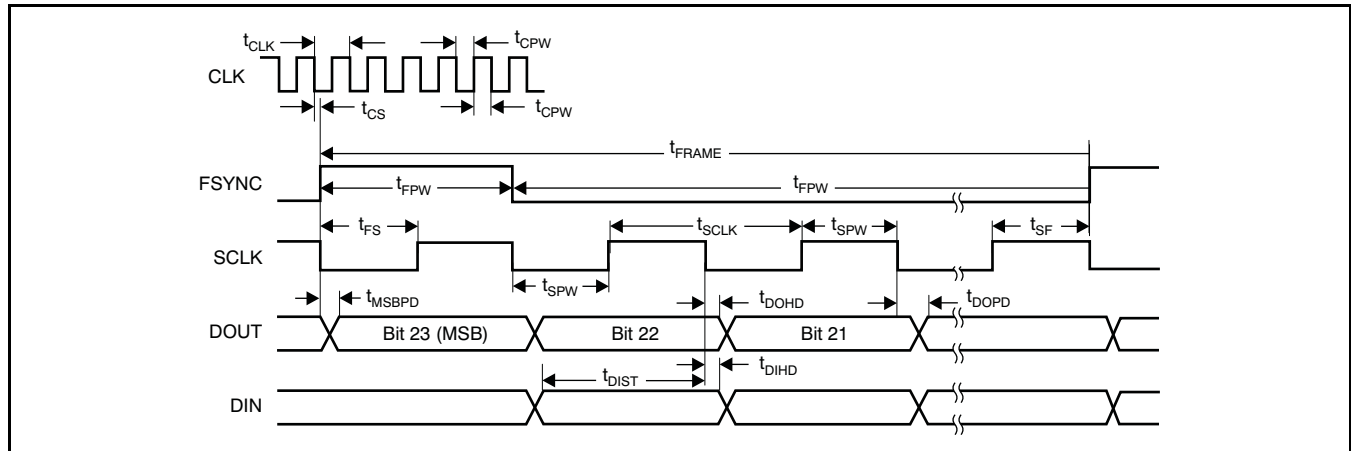 tCLK tCPW
CLK
tCS tCPW
tFRAME
FSYNC tFPW tFPW
tFS tSCLK tSPW tSF
SCLK
tSPW
tMSBPD tDOHD tDOPD
DOUT Bit 23 (MSB) Bit 22 Bit 21
tDIST tDIHD
DIN